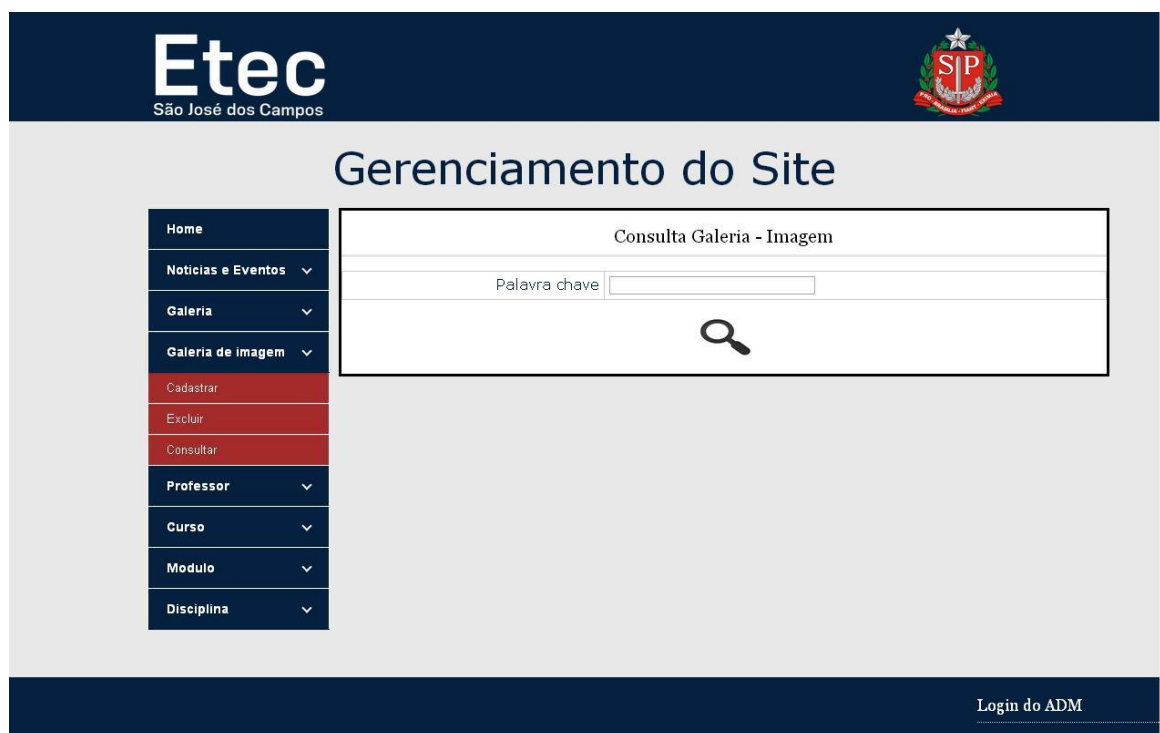 Etec
São José dos Campos
SP
Gerenciamento do Site
Home
Noticias e Eventos
Galeria
Galeria de imagem
Cadastrar
Excluir
Consultar
Professor
Curso
Modulo
Disciplina
Consulta Galeria - Imagem
Palavra chave
Login do ADM